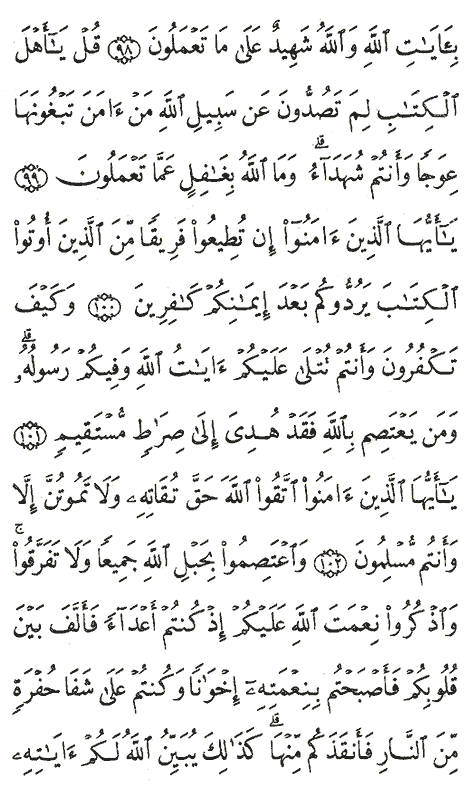 بِـَٔايَٰتِ ٱللَّهِ وَٱللَّهُ شَهِيدٌ عَلَىٰ مَا تَعْمَلُونَ ٩٨ قُلْ يَٰٓأَهْلَ
ٱلْكِتَٰبِ لِمَ تَصُدُّونَ عَن سَبِيلِ ٱللَّهِ مَنْ ءَامَنَ تَبْغُونَهَا
عِوَجًا وَأَنتُمْ شُهَدَآءُ ۗ وَمَا ٱللَّهُ بِغَٰفِلٍ عَمَّا تَعْمَلُونَ ٩٩
يَٰٓأَيُّهَا ٱلَّذِينَ ءَامَنُوٓا۟ إِن تُطِيعُوا۟ فَرِيقًا مِّنَ ٱلَّذِينَ أُوتُوا۟
ٱلْكِتَٰبَ يَرُدُّوكُم بَعْدَ إِيمَٰنِكُمْ كَٰفِرِينَ ١٠٠ وَكَيْفَ
تَكْفُرُونَ وَأَنتُمْ تُتْلَىٰ عَلَيْكُمْ ءَايَٰتُ ٱللَّهِ وَفِيكُمْ رَسُولُهُۥ ۗ
وَمَن يَعْتَصِم بِٱللَّهِ فَقَدْ هُدِىَ إِلَىٰ صِرَٰطٍ مُّسْتَقِيمٍ ١٠١
يَٰٓأَيُّهَا ٱلَّذِينَ ءَامَنُوا۟ ٱتَّقُوا۟ ٱللَّهَ حَقَّ تُقَاتِهِۦ وَلَا تَمُوتُنَّ إِلَّا
وَأَنتُم مُّسْلِمُونَ ١٠٢ وَٱعْتَصِمُوا۟ بِحَبْلِ ٱللَّهِ جَمِيعًا وَلَا تَفَرَّقُوا۟ ۚ
وَٱذْكُرُوا۟ نِعْمَتَ ٱللَّهِ عَلَيْكُمْ إِذْ كُنتُمْ أَعْدَآءً فَأَلَّفَ بَيْنَ
قُلُوبِكُمْ فَأَصْبَحْتُم بِنِعْمَتِهِۦٓ إِخْوَٰنًا وَكُنتُمْ عَلَىٰ شَفَا حُفْرَةٍ
مِّنَ ٱلنَّارِ فَأَنقَذَكُم مِّنْهَا ۗ كَذَٰلِكَ يُبَيِّنُ ٱللَّهُ لَكُمْ ءَايَٰتِهِۦ